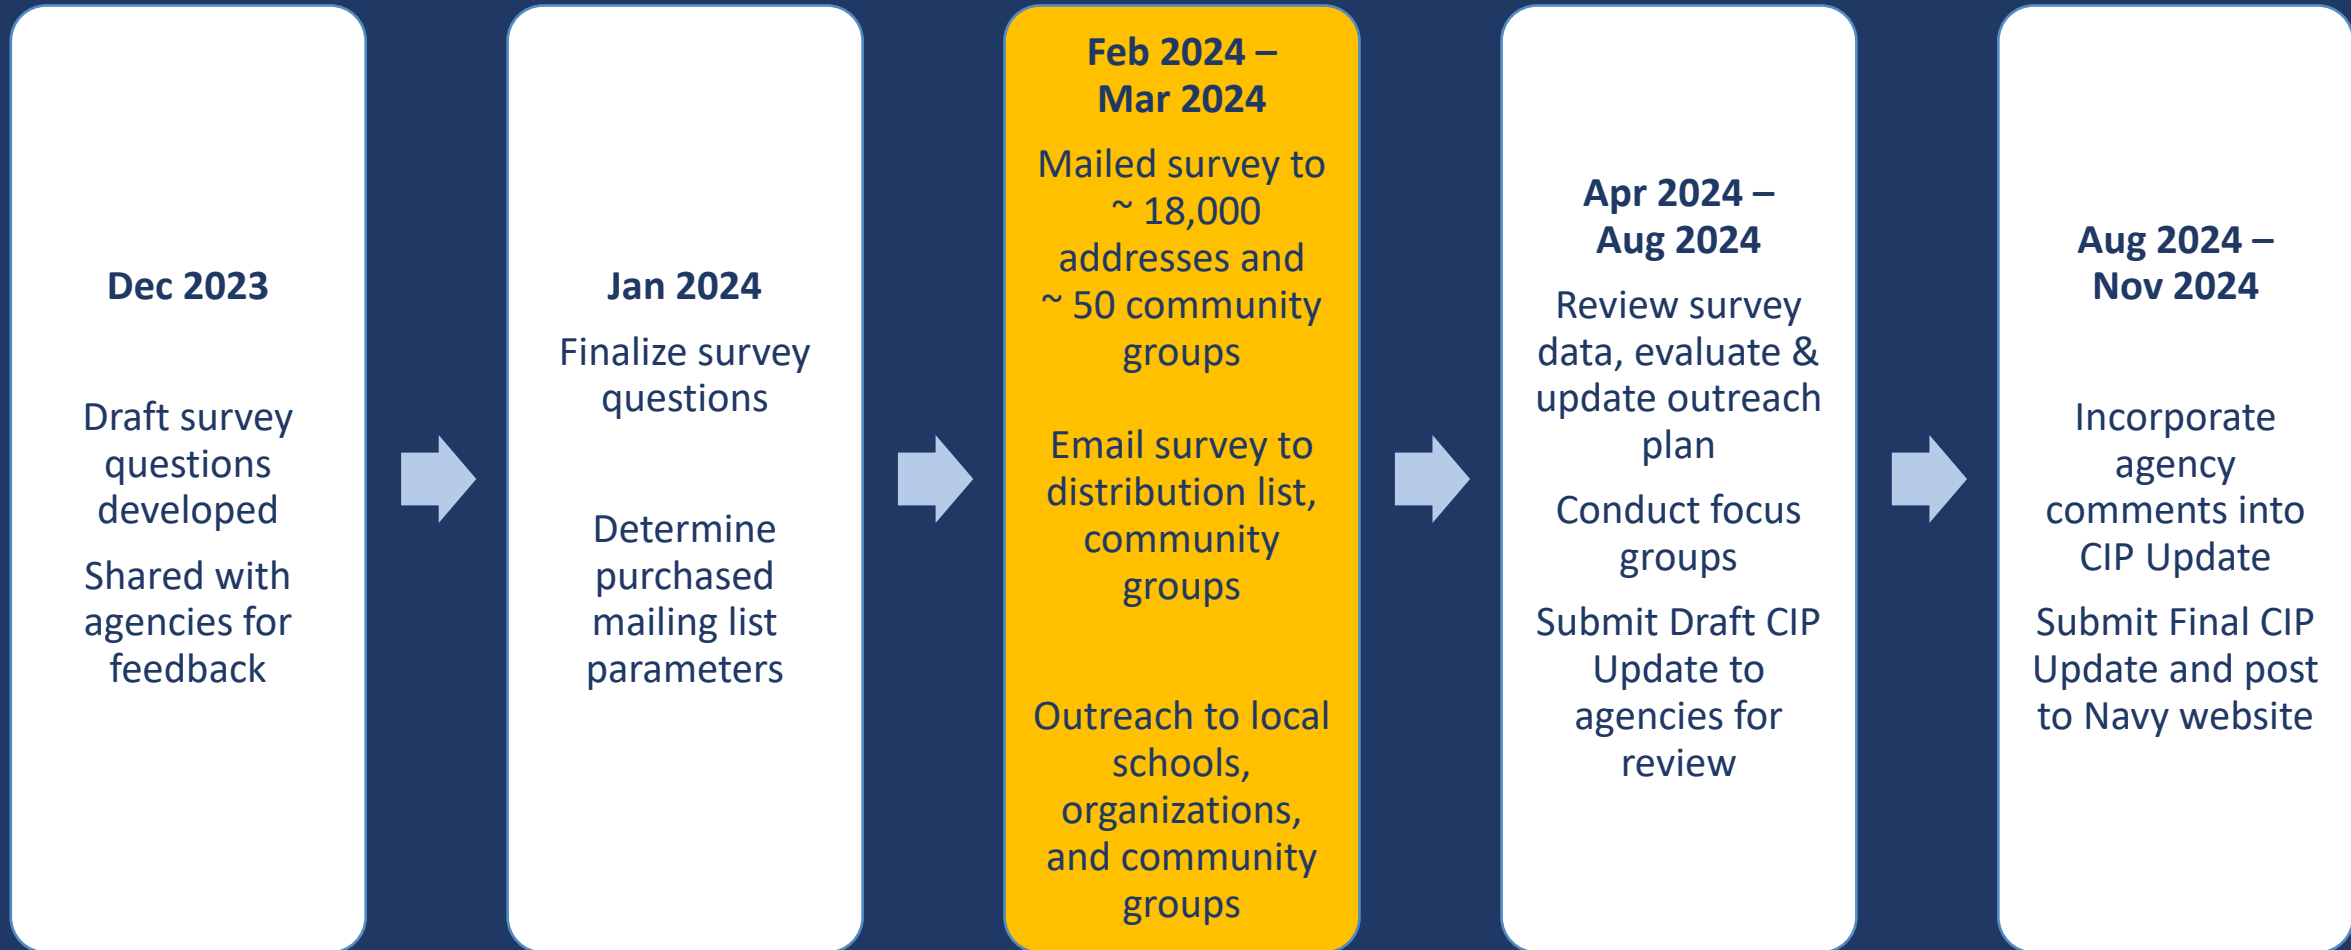 Dec 2023
Draft survey
questions
developed
Shared with
agencies for
feedback
Jan 2024
Finalize survey
questions
Determine
purchased
mailing list
parameters
Feb 2024 –
Mar 2024
Mailed survey to
~ 18,000
addresses and
~ 50 community
groups
Email survey to
distribution list,
community
groups
Outreach to local
schools,
organizations,
and community
groups
Apr 2024 –
Aug 2024
Review survey
data, evaluate &
update outreach
plan
Conduct focus
groups
Submit Draft CIP
Update to
agencies for
review
Aug 2024 –
Nov 2024
Incorporate
agency
comments into
CIP Update
Submit Final CIP
Update and post
to Navy website